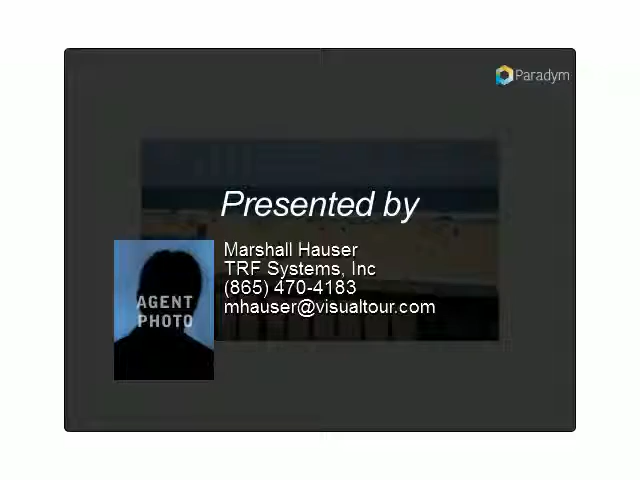 Paradym
Presented by
Marshall Hauser
TRF Systems, Inc
(865) 470-4183
mhauser@visualtour.com
AGENT
PHOTO